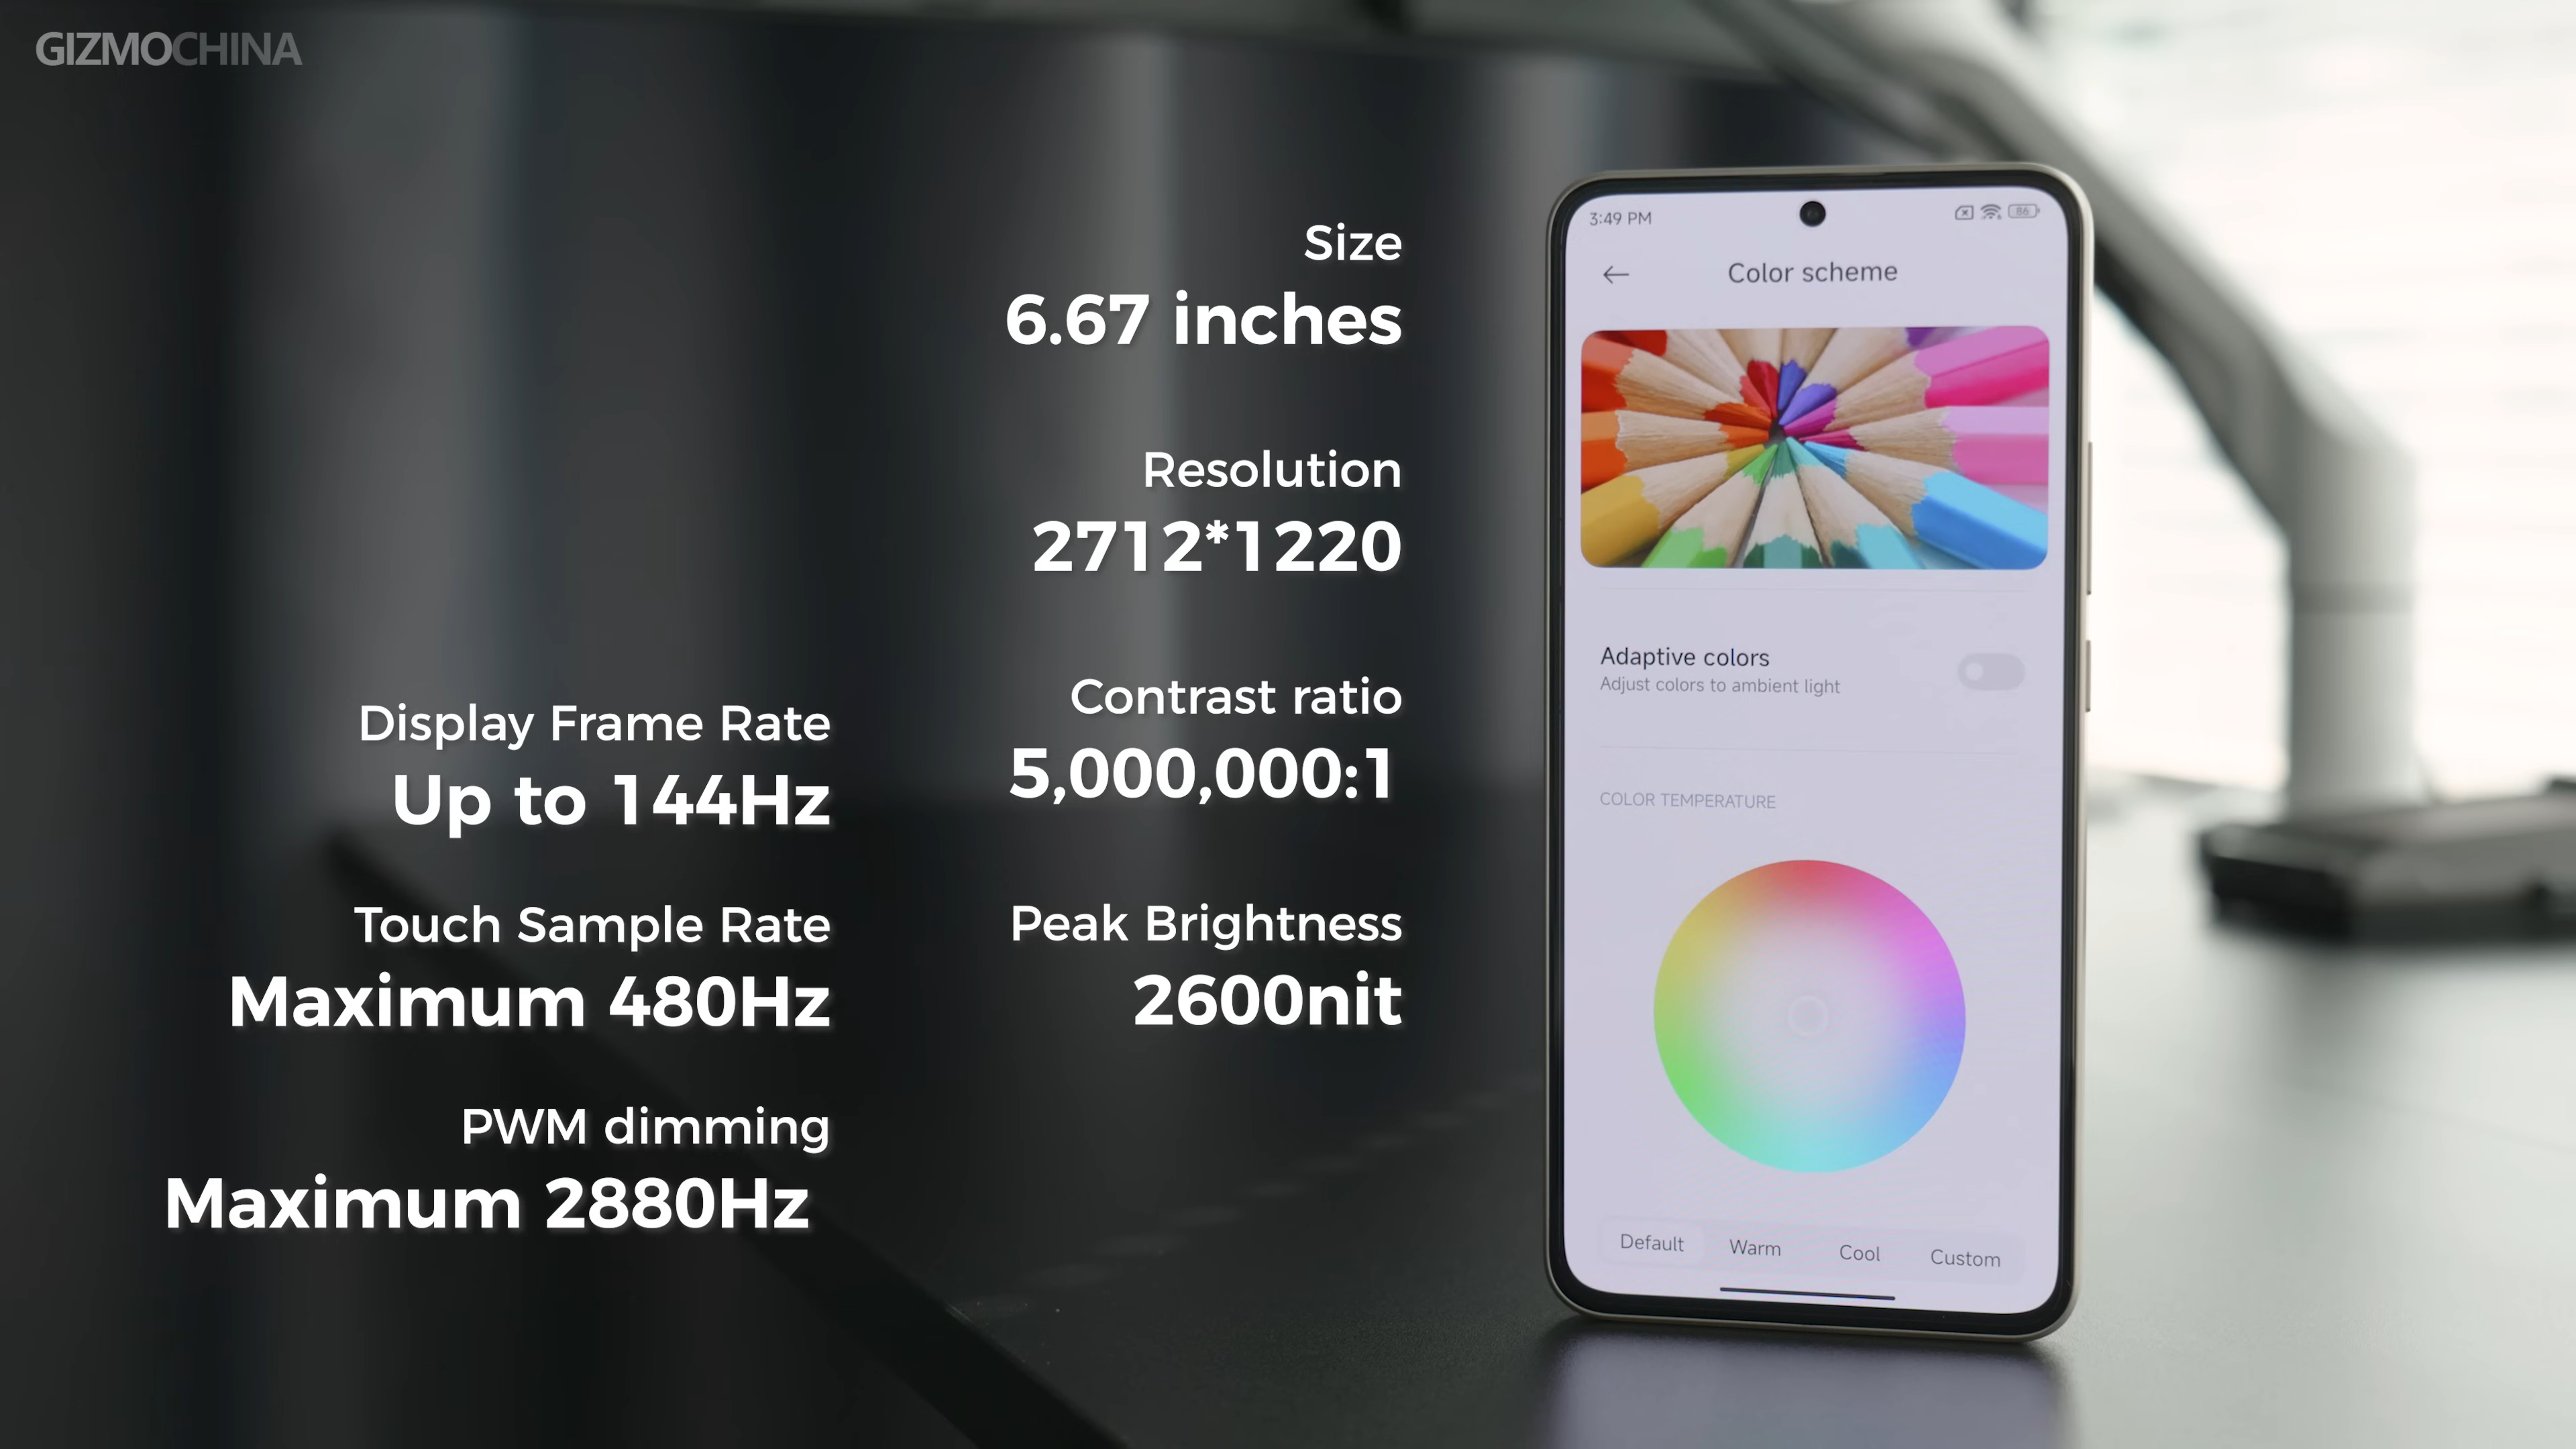 GIZMOCHINA
Size
6.67 inches
Resolution
2712*1220
Contrast ratio
5,000,000:1
Peak Brightness
2600nit
Display Frame Rate
Up to 144Hz
Touch Sample Rate
Maximum 480Hz
PWM dimming
Maximum 2880Hz
3:49 PM
86
Color scheme
Adaptive colors
Adjust colors to ambient light
COLOR TEMPERATURE
Default Warm Cool Custom